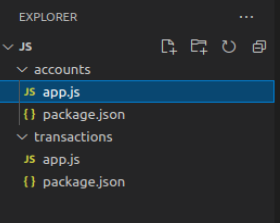 EXPLORER
JS
accounts
JS app.js
{} package.json
transactions
JS app.js
{} package.json